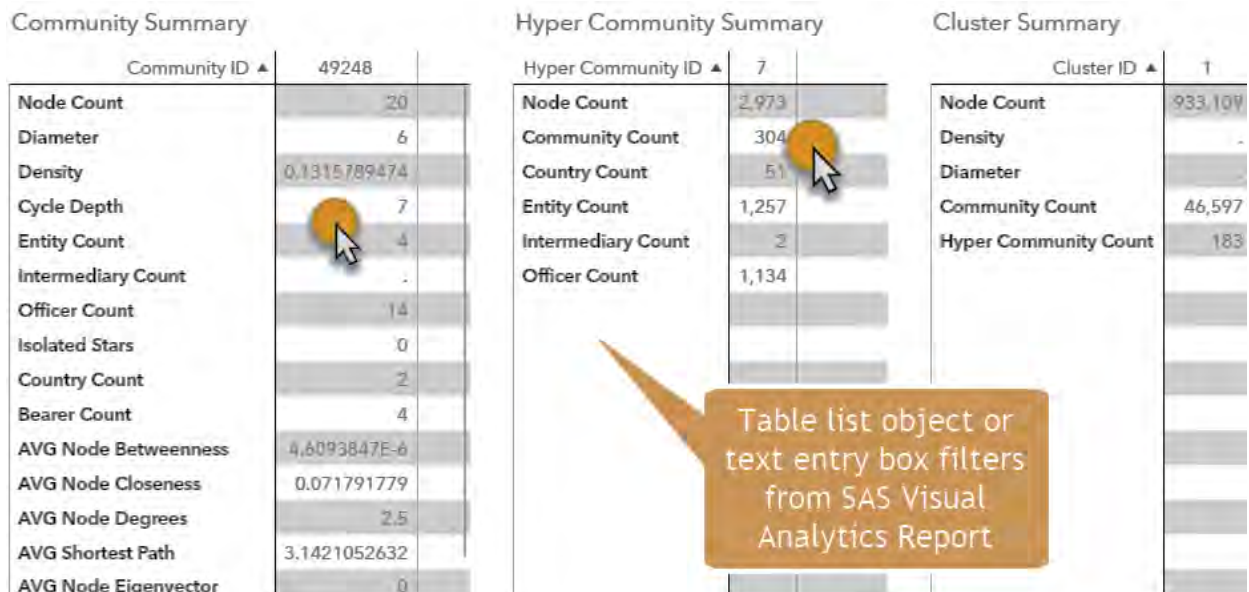 Community Summary
Community ID ▲ 49248
Node Count 20
Diameter 6
Density 0.1315789474
Cycle Depth 7
Entity Count 4
Intermediary Count .
Officer Count 14
Isolated Stars 0
Country Count 2
Bearer Count 4
AVG Node Betweenness 4.6093847E-6
AVG Node Closeness 0.071791779
AVG Node Degrees 2.5
AVG Shortest Path 3.1421052632
AVG Node Eigenvector 0
Hyper Community Summary
Hyper Community ID ▲ 7
Node Count 2,973
Community Count 304
Country Count 51
Entity Count 1,257
Intermediary Count 2
Officer Count 1,134
Table list object or
text entry box filters
from SAS Visual
Analytics Report
Cluster Summary
Cluster ID ▲ 1
Node Count 933,109
Density .
Diameter .
Community Count 46,597
Hyper Community Count 183